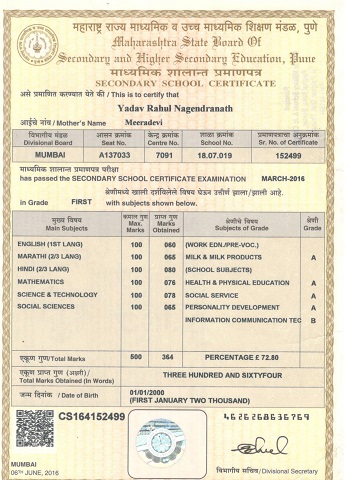 महाराष्ट्र राज्य माध्यमिक व उच्च माध्यमिक शिक्षण मंडळ, पुणे
Maharashtra State Board Of
Secondary and Higher Secondary Education, Pune
माध्यमिक शालान्त प्रमाणपत्र
SECONDARY SCHOOL CERTIFICATE
असे प्रमाणित करण्यात येते की / This is to certify that
Yadav Rahul Nagendranath
आईचे नांव / Mother's Name Meeradevi
विभागीय मंडळ आसन क्रमांक केन्द्र क्रमांक शाळा क्रमांक प्रमाणपत्राचा अनुक्रमांक
Divisional Board Seat No. Centre No. School No. Sr. No. of Certificate
MUMBAI A137033 7091 18.07.019 152499
माध्यमिक शालान्त प्रमाणपत्र परीक्षा
has passed the SECONDARY SCHOOL CERTIFICATE EXAMINATION MARCH-2016
श्रेणीमध्ये खाली दर्शविलेले विषय घेऊन उत्तीर्ण झाला/झाली आहे.
in Grade FIRST with subjects shown below.
मुख्य विषय कमाल गुण प्राप्त गुण श्रेणीचे विषय श्रेणी
Main Subjects Max. Marks Marks Obtained Subjects of Grade Grade
ENGLISH (1ST LANG) 100 060 (WORK EDN./PRE-VOC.)
MARATHI (2/3 LANG) 100 065 MILK & MILK PRODUCTS A
HINDI (2/3 LANG) 100 080 (SCHOOL SUBJECTS)
MATHEMATICS 100 076 HEALTH & PHYSICAL EDUCATION A
SCIENCE & TECHNOLOGY 100 078 SOCIAL SERVICE A
SOCIAL SCIENCES 100 065 PERSONALITY DEVELOPMENT A
INFORMATION COMMUNICATION TEC B
एकूण गुण/Total Marks 500 364 PERCENTAGE £ 72.80
एकूण प्राप्त गुण (अक्षरी)/
Total Marks Obtained (In Words) THREE HUNDRED AND SIXTYFOUR
जन्म दिनांक / Date of Birth 01/01/2000
(FIRST JANUARY TWO THOUSAND)
CS164152499
MUMBAI
06TH JUNE, 2016
विभागीय सचिव/Divisional Secretary